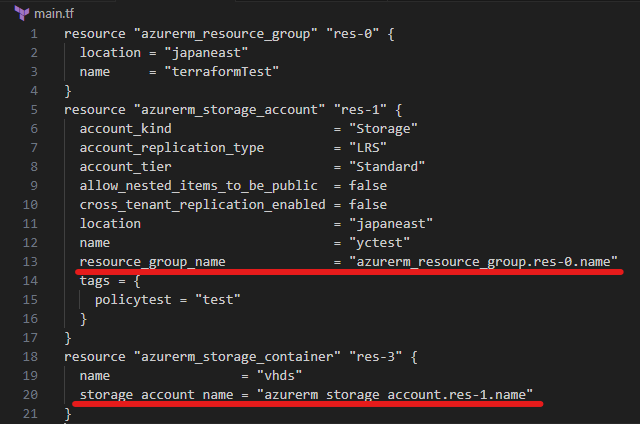 main.tf
1 resource "azurerm_resource_group" "res-0" {
2 location = "japaneast"
3 name = "terraformTest"
4 }
5 resource "azurerm_storage_account" "res-1" {
6 account_kind = "Storage"
7 account_replication_type = "LRS"
8 account_tier = "Standard"
9 allow_nested_items_to_be_public = false
10 cross_tenant_replication_enabled = false
11 location = "japaneast"
12 name = "yctest"
13 resource_group_name = "azurerm_resource_group.res-0.name"
14 tags = {
15 policytest = "test"
16 }
17 }
18 resource "azurerm_storage_container" "res-3" {
19 name = "vhds"
20 storage_account_name = "azurerm_storage_account.res-1.name"
21 }